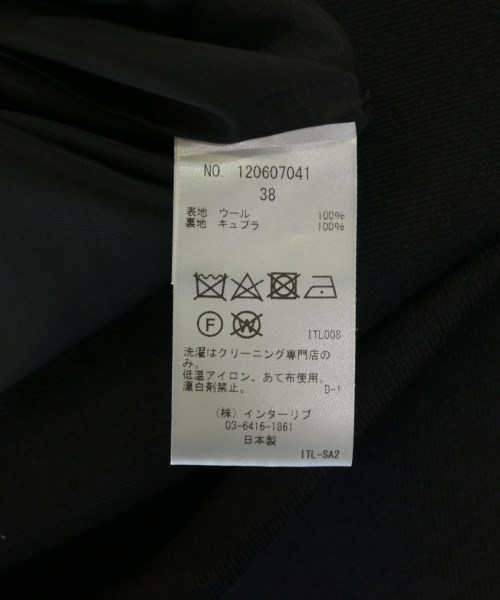 NO. 120607041
38
表地 ウール 100%
裏地 キュプラ 100%
F W
ITL008
洗濯はクリーニング専門店の
み。
低温アイロン、あて布使用。
漂白剤禁止。 D-1
(株) インターリブ
03-6416-1861
日本製
ITL-SA2